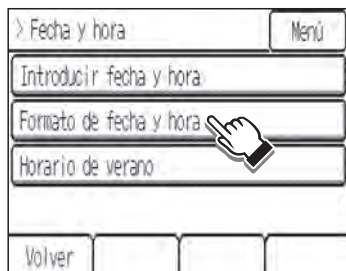 > Fecha y hora
Menú
Introducir fecha y hora
Formato de fecha y hora
Horario de verano
Volver